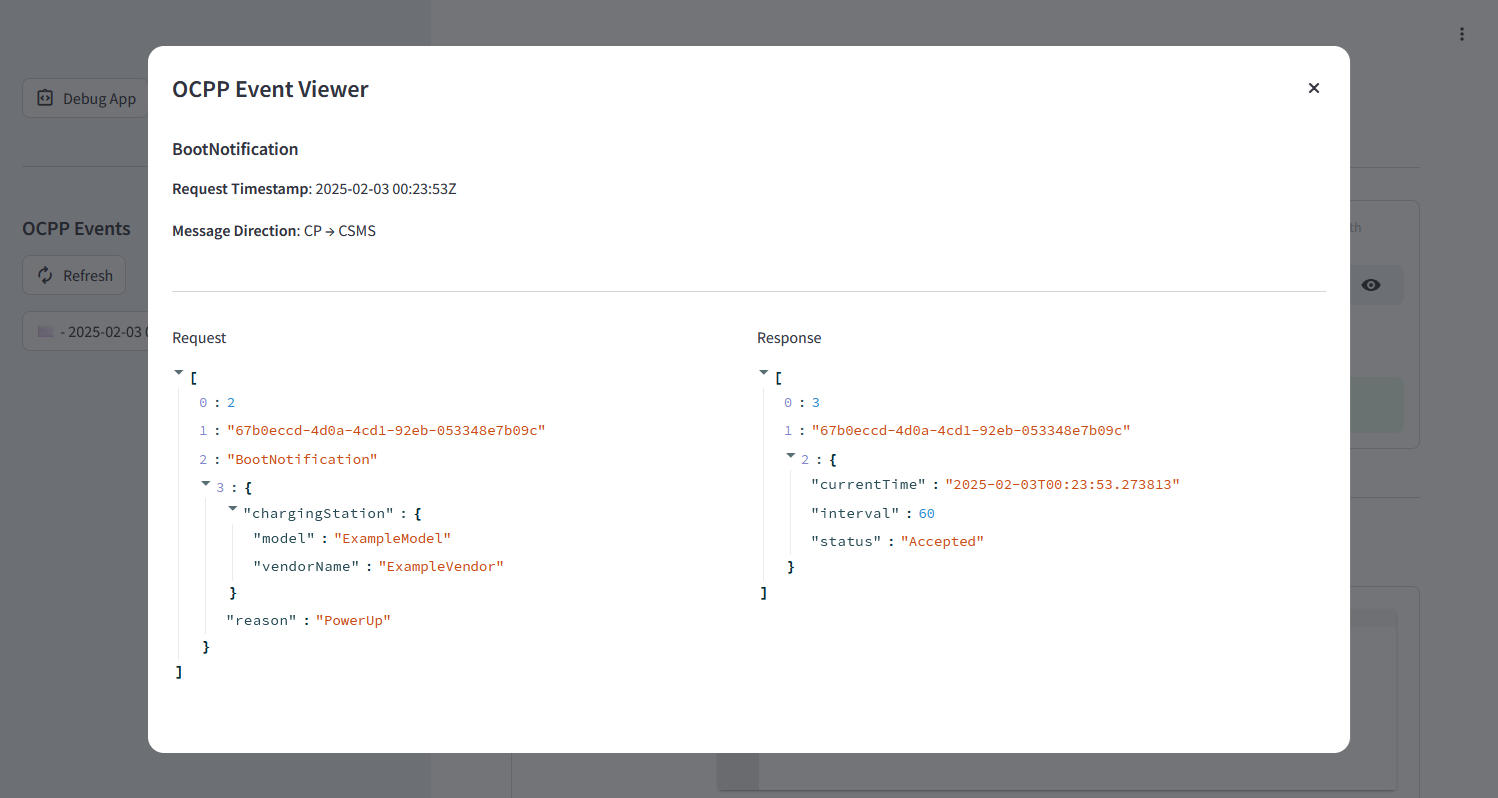 OCPP Event Viewer
BootNotification
Request Timestamp: 2025-02-03 00:23:53Z
Message Direction: CP → CSMS
Request
[
0 : 2
1 : "67b0eccd-4d0a-4cd1-92eb-053348e7b09c"
2 : "BootNotification"
3 : {
"chargingStation" : {
"model" : "ExampleModel"
"vendorName" : "ExampleVendor"
}
"reason" : "PowerUp"
}
]
Response
[
0 : 3
1 : "67b0eccd-4d0a-4cd1-92eb-053348e7b09c"
2 : {
"currentTime" : "2025-02-03T00:23:53.273813"
"interval" : 60
"status" : "Accepted"
}
]
Debug App
OCPP Events
Refresh
- 2025-02-03
th